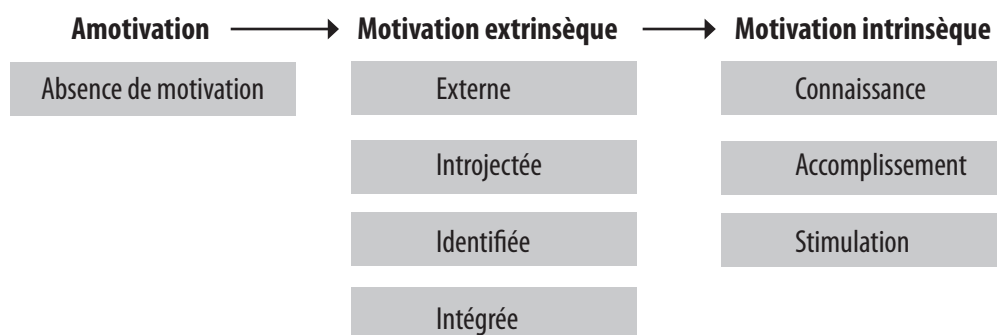 Amotivation → Motivation extrinsèque → Motivation intrinsèque
Absence de motivation Externe Connaissance
Introjectée Accomplissement
Identifiée Stimulation
Intégrée